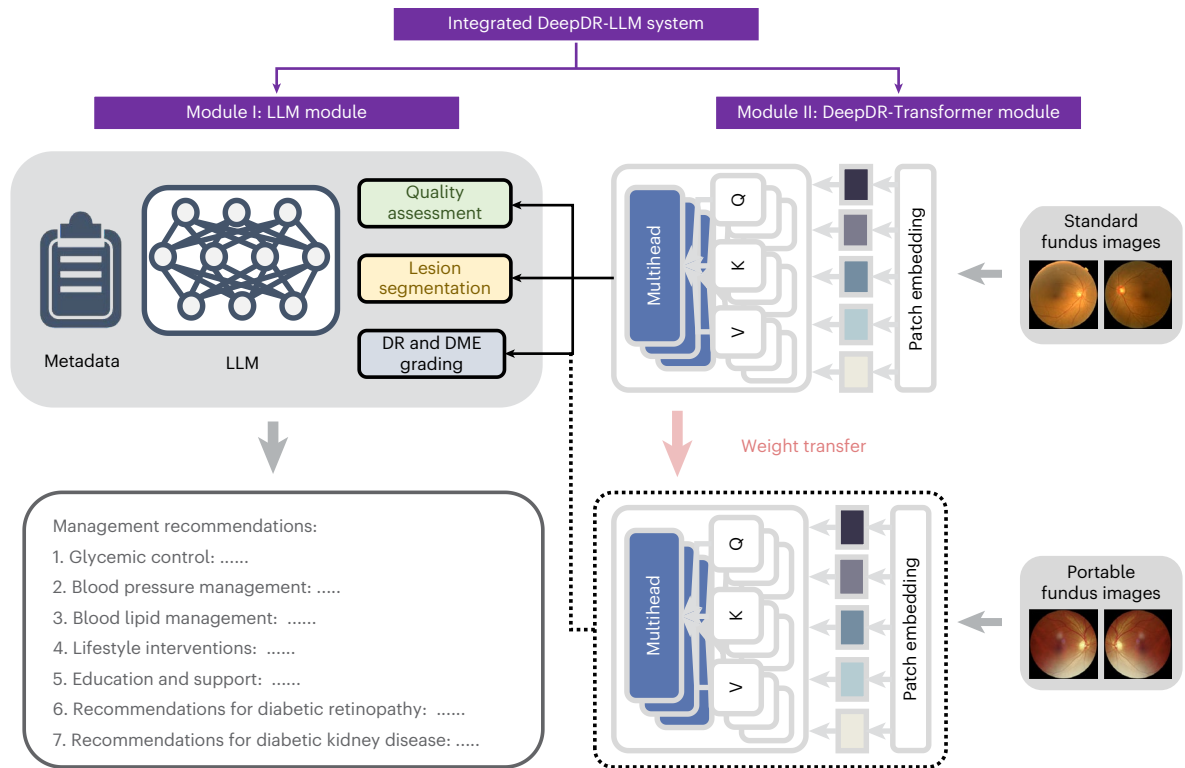 Integrated DeepDR-LLM system
Module I: LLM module
Module II: DeepDR-Transformer module
Metadata
LLM
Quality
assessment
Lesion
segmentation
DR and DME
grading
Multihead
Q
K
V
Patch embedding
Standard
fundus images
Weight transfer
Management recommendations:
1. Glycemic control: ......
2. Blood pressure management: .....
3. Blood lipid management: ......
4. Lifestyle interventions: ......
5. Education and support: ......
6. Recommendations for diabetic retinopathy: ......
7. Recommendations for diabetic kidney disease: .....
Multihead
Q
K
V
Patch embedding
Portable
fundus images